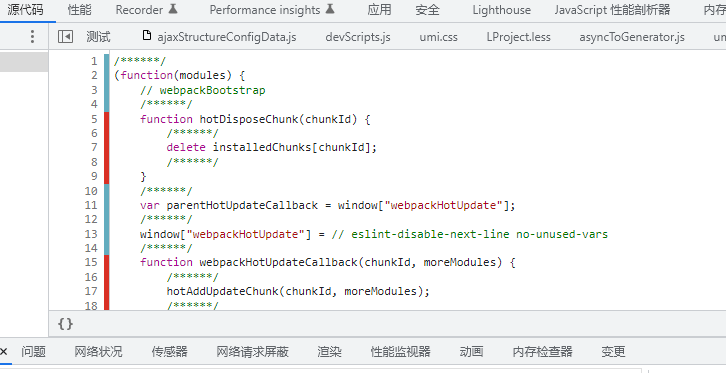 源代码 性能 Recorder Performance insights 应用 安全 Lighthouse JavaScript 性能剖析器 内存
测试 ajaxStructureConfigData.js devScripts.js umi.css LProject.less asyncToGenerator.js un
1 /******/
2 (function(modules) {
3 // webpackBootstrap
4 /******/
5 function hotDisposeChunk(chunkId) {
6 /******/
7 delete installedChunks[chunkId];
8 /******/
9 }
10 /******/
11 var parentHotUpdateCallback = window["webpackHotUpdate"];
12 /******/
13 window["webpackHotUpdate"] = // eslint-disable-next-line no-unused-vars
14 /******/
15 function webpackHotUpdateCallback(chunkId, moreModules) {
16 /******/
17 hotAddUpdateChunk(chunkId, moreModules);
18 /******/
{}
× 问题 网络状况 传感器 网络请求屏蔽 渲染 性能监视器 动画 内存检查器 变更